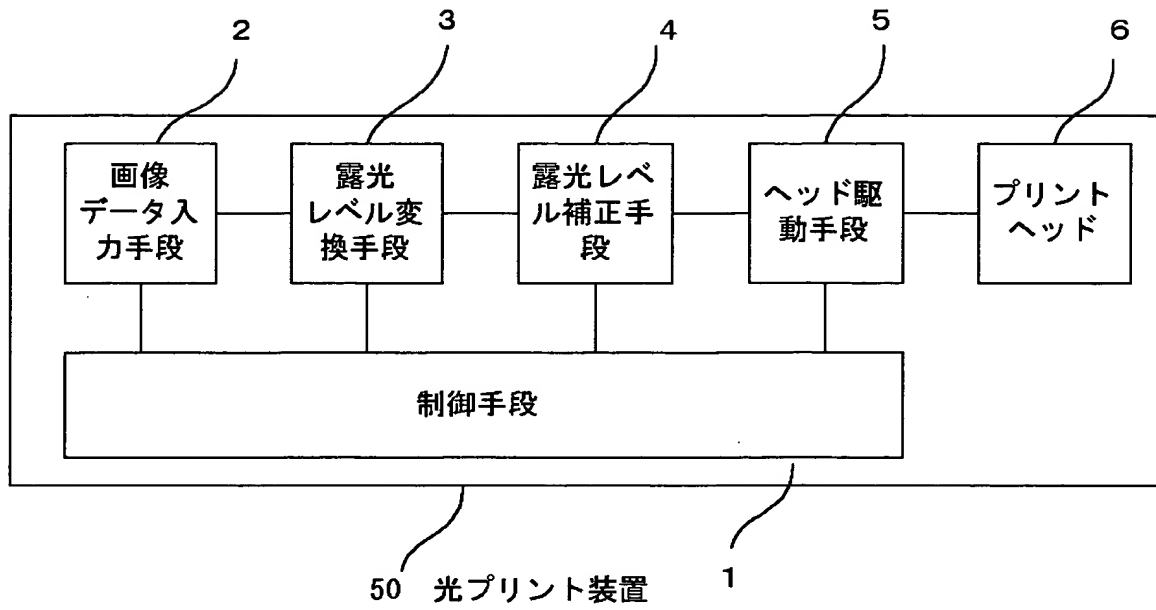 2
3
4
5
6
画像
データ入
力手段
露光
レベル変
換手段
露光レベ
ル補正手
段
ヘッド駆
動手段
プリント
ヘッド
制御手段
1
50 光プリント装置